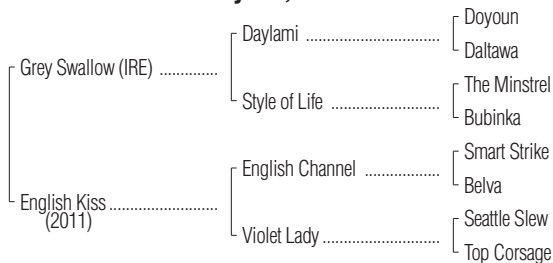 Doyoun
Daylami ................................
Daltawa
Grey Swallow (IRE) ..............
The Minstrel
Style of Life ..........................
Bubinka
Smart Strike
English Channel ..................
Belva
English Kiss ..........................
(2011)
Seattle Slew
Violet Lady ............................
Top Corsage